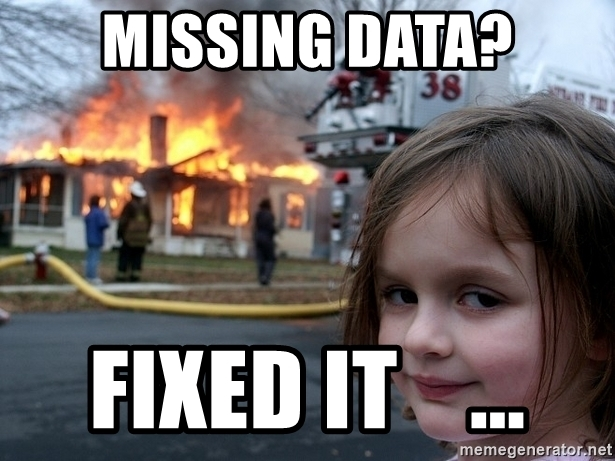 MISSING DATA?
38
FIXED IT ...
memegenerator.net